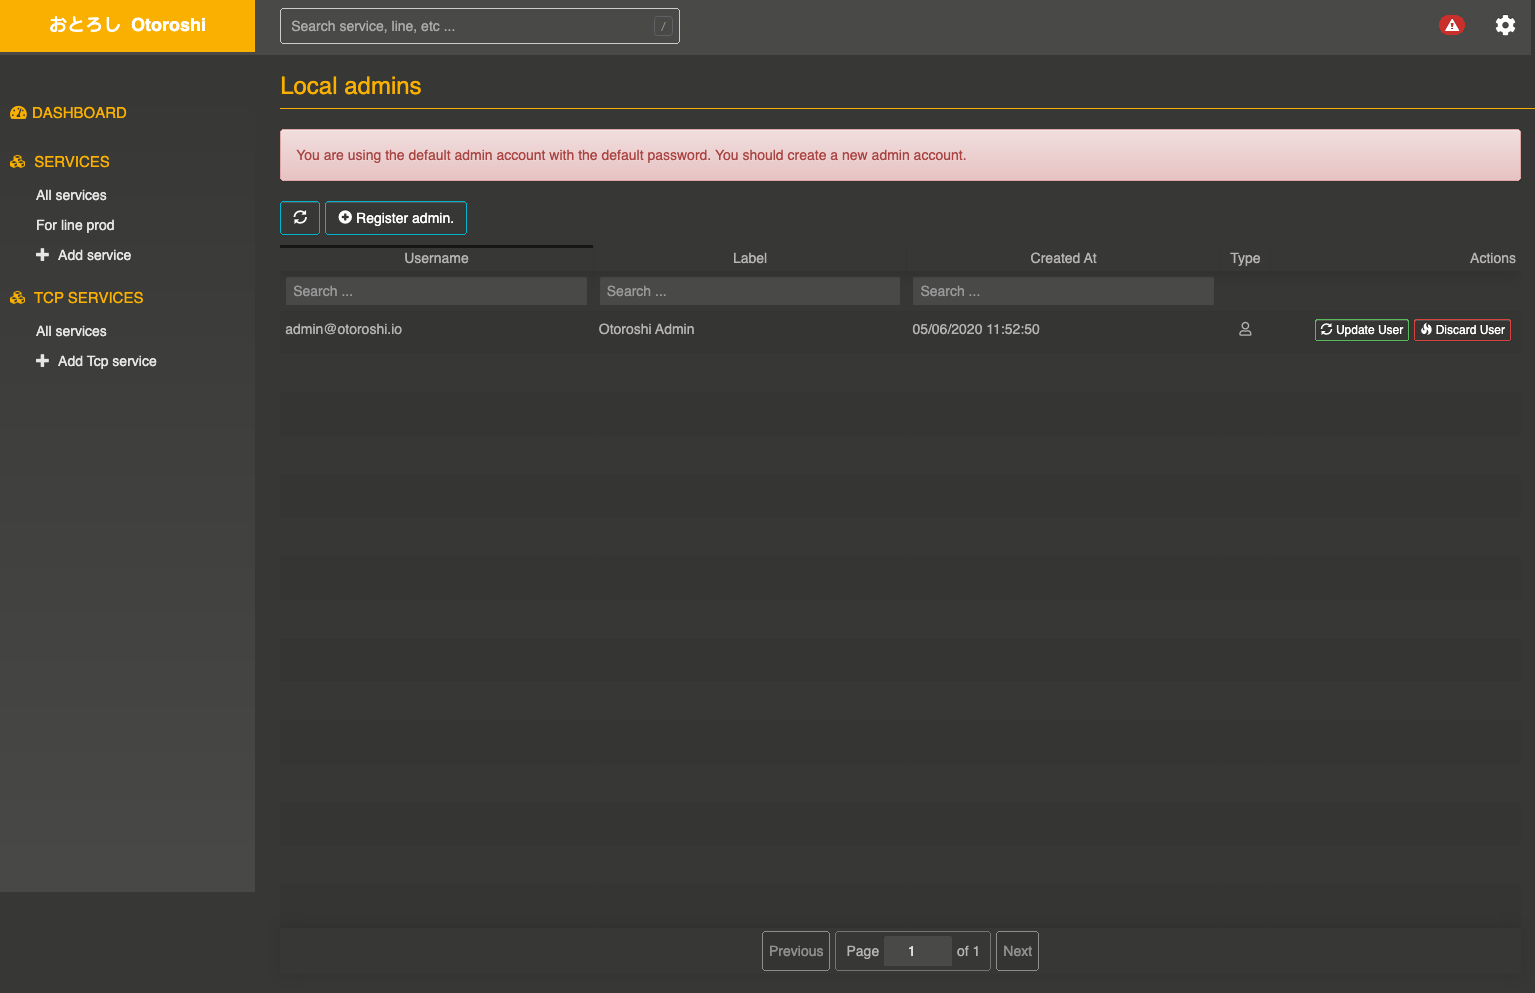 おとろし Otoroshi
Search service, line, etc ...
/
DASHBOARD
SERVICES
All services
For line prod
Add service
TCP SERVICES
All services
Add Tcp service
Local admins
You are using the default admin account with the default password. You should create a new admin account.
Register admin.
Username Label Created At Type Actions
Search ... Search ... Search ...
admin@otoroshi.io Otoroshi Admin 05/06/2020 11:52:50 Update User Discard User
Previous Page 1 of 1 Next